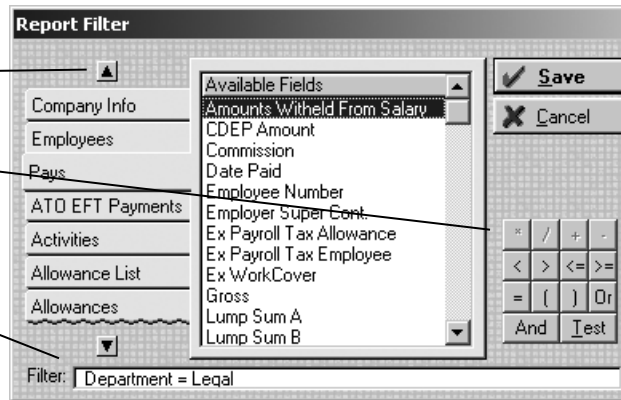 Report Filter
Company Info
Employees
Pays
ATO EFT Payments
Activities
Allowance List
Allowances
Available Fields
Amounts Witheld From Salary
CDEP Amount
Commission
Date Paid
Employee Number
Employer Super Cont.
Ex Payroll Tax Allowance
Ex Payroll Tax Employee
Ex WorkCover
Gross
Lump Sum A
Lump Sum B
Save
Cancel
* / + -
< > <= >=
= ( ) Or
And Test
Filter: Department = Legal